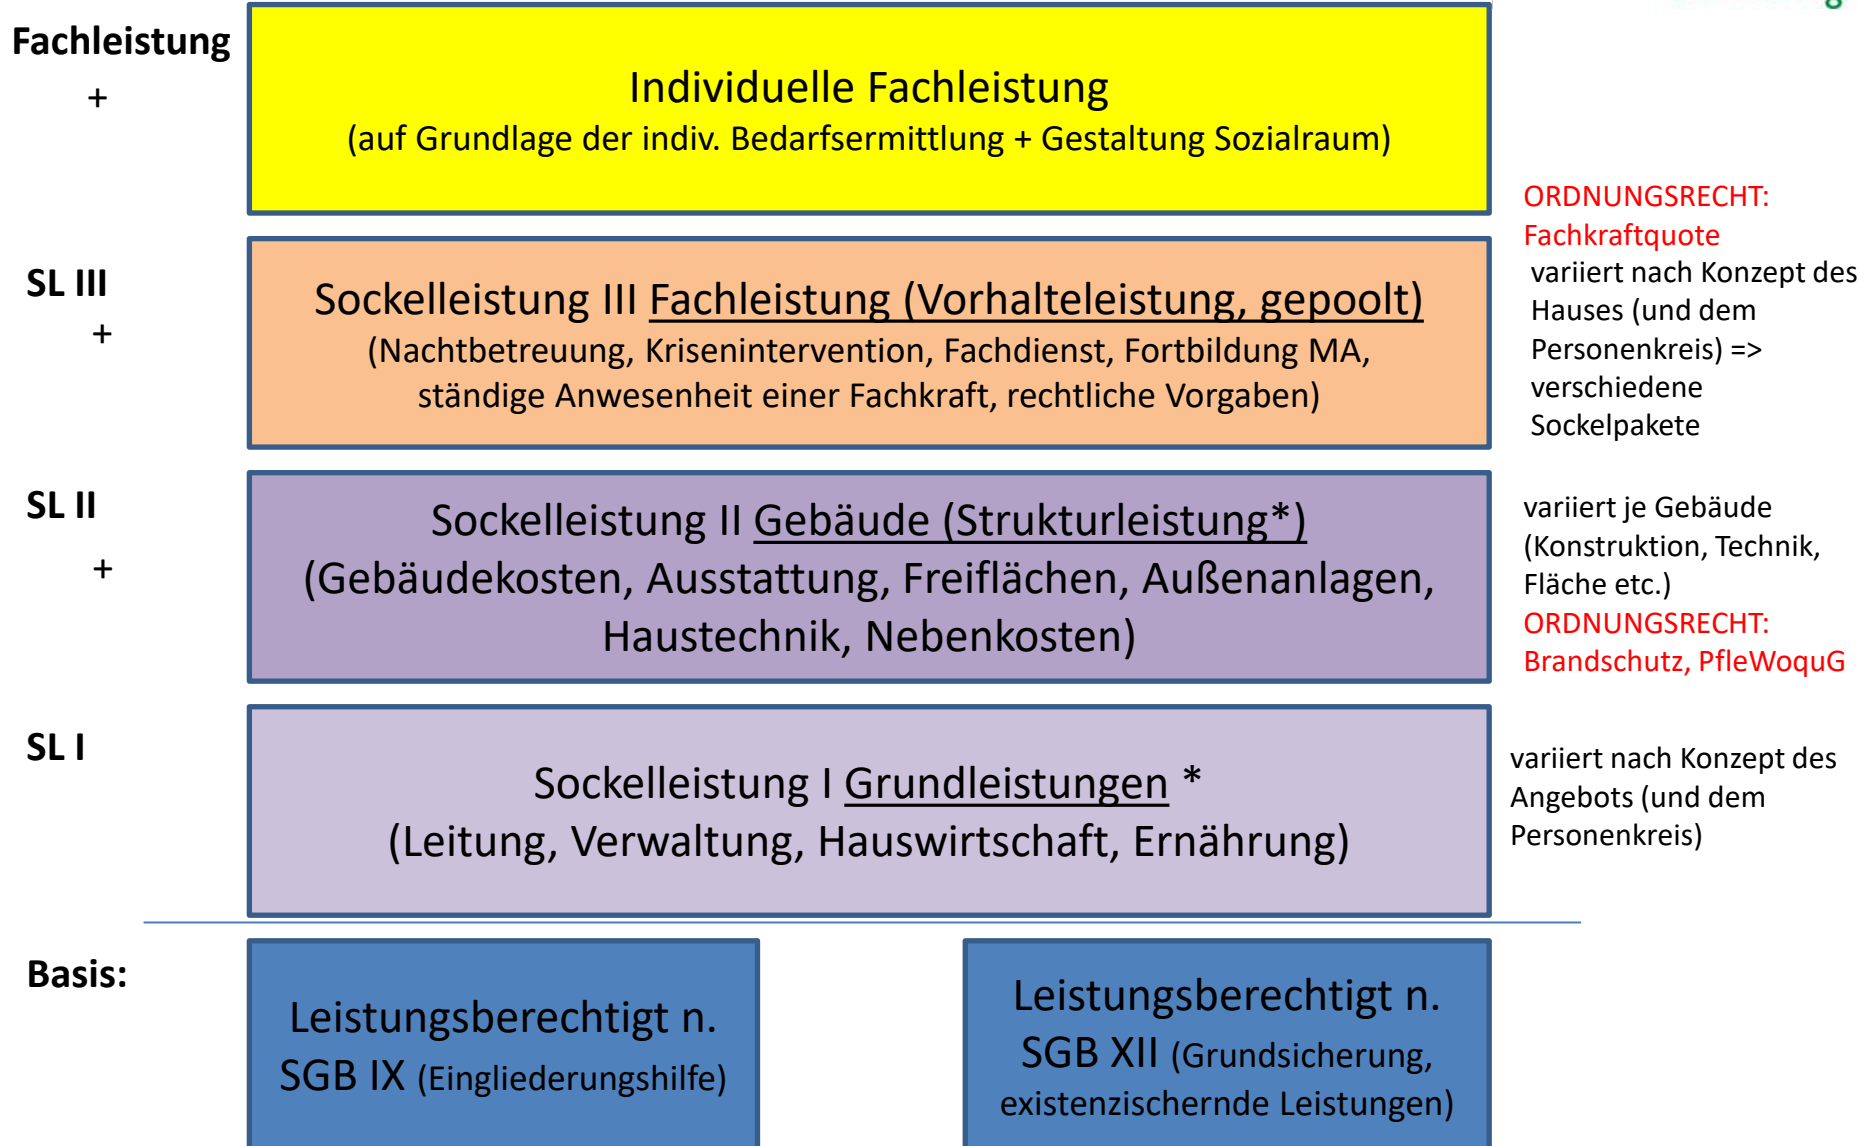 Fachleistung
+
Individuelle Fachleistung
(auf Grundlage der indiv. Bedarfsermittlung + Gestaltung Sozialraum)
ORDNUNGSRECHT:
Fachkraftquote
variiert nach Konzept des
Hauses (und dem
Personenkreis) =>
verschiedene
Sockelpakete
SL III
+
Sockelleistung III Fachleistung (Vorhalteleistung, gepoolt)
(Nachtbetreuung, Krisenintervention, Fachdienst, Fortbildung MA,
ständige Anwesenheit einer Fachkraft, rechtliche Vorgaben)
SL II
+
Sockelleistung II Gebäude (Strukturleistung*)
(Gebäudekosten, Ausstattung, Freiflächen, Außenanlagen,
Haustechnik, Nebenkosten)
variiert je Gebäude
(Konstruktion, Technik,
Fläche etc.)
ORDNUNGSRECHT:
Brandschutz, PfleWoquG
SL I
Sockelleistung I Grundleistungen *
(Leitung, Verwaltung, Hauswirtschaft, Ernährung)
variiert nach Konzept des
Angebots (und dem
Personenkreis)
Basis:
Leistungsberechtigt n.
SGB IX (Eingliederungshilfe)
Leistungsberechtigt n.
SGB XII (Grundsicherung,
existenzischernde Leistungen)